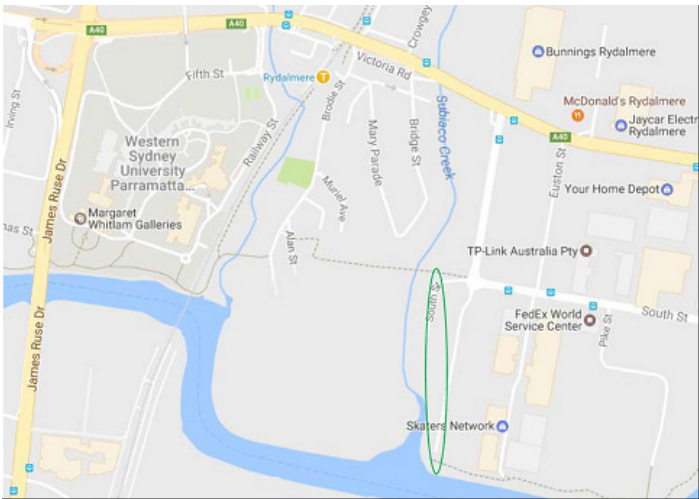 A40
A40
Crowgey
Bunnings Rydalmere
Victoria Rd
Fifth St
Rydalmere
T
Brodie St
Irving St
McDonald's Rydalmere
Subiaco Creek
Jaycar Electr
Rydalmere
A40
Railway St
Mary Parade
Bridge St
Western
Sydney
University
Parramatta...
Euston St
Your Home Depot
Muriel Ave
James Ruse Dr
Margaret
Whitlam Galleries
Alan St
TP-Link Australia Pty
South St
FedEx World
Service Center
South St
Pike St
James Ruse Dr
Skaters Network